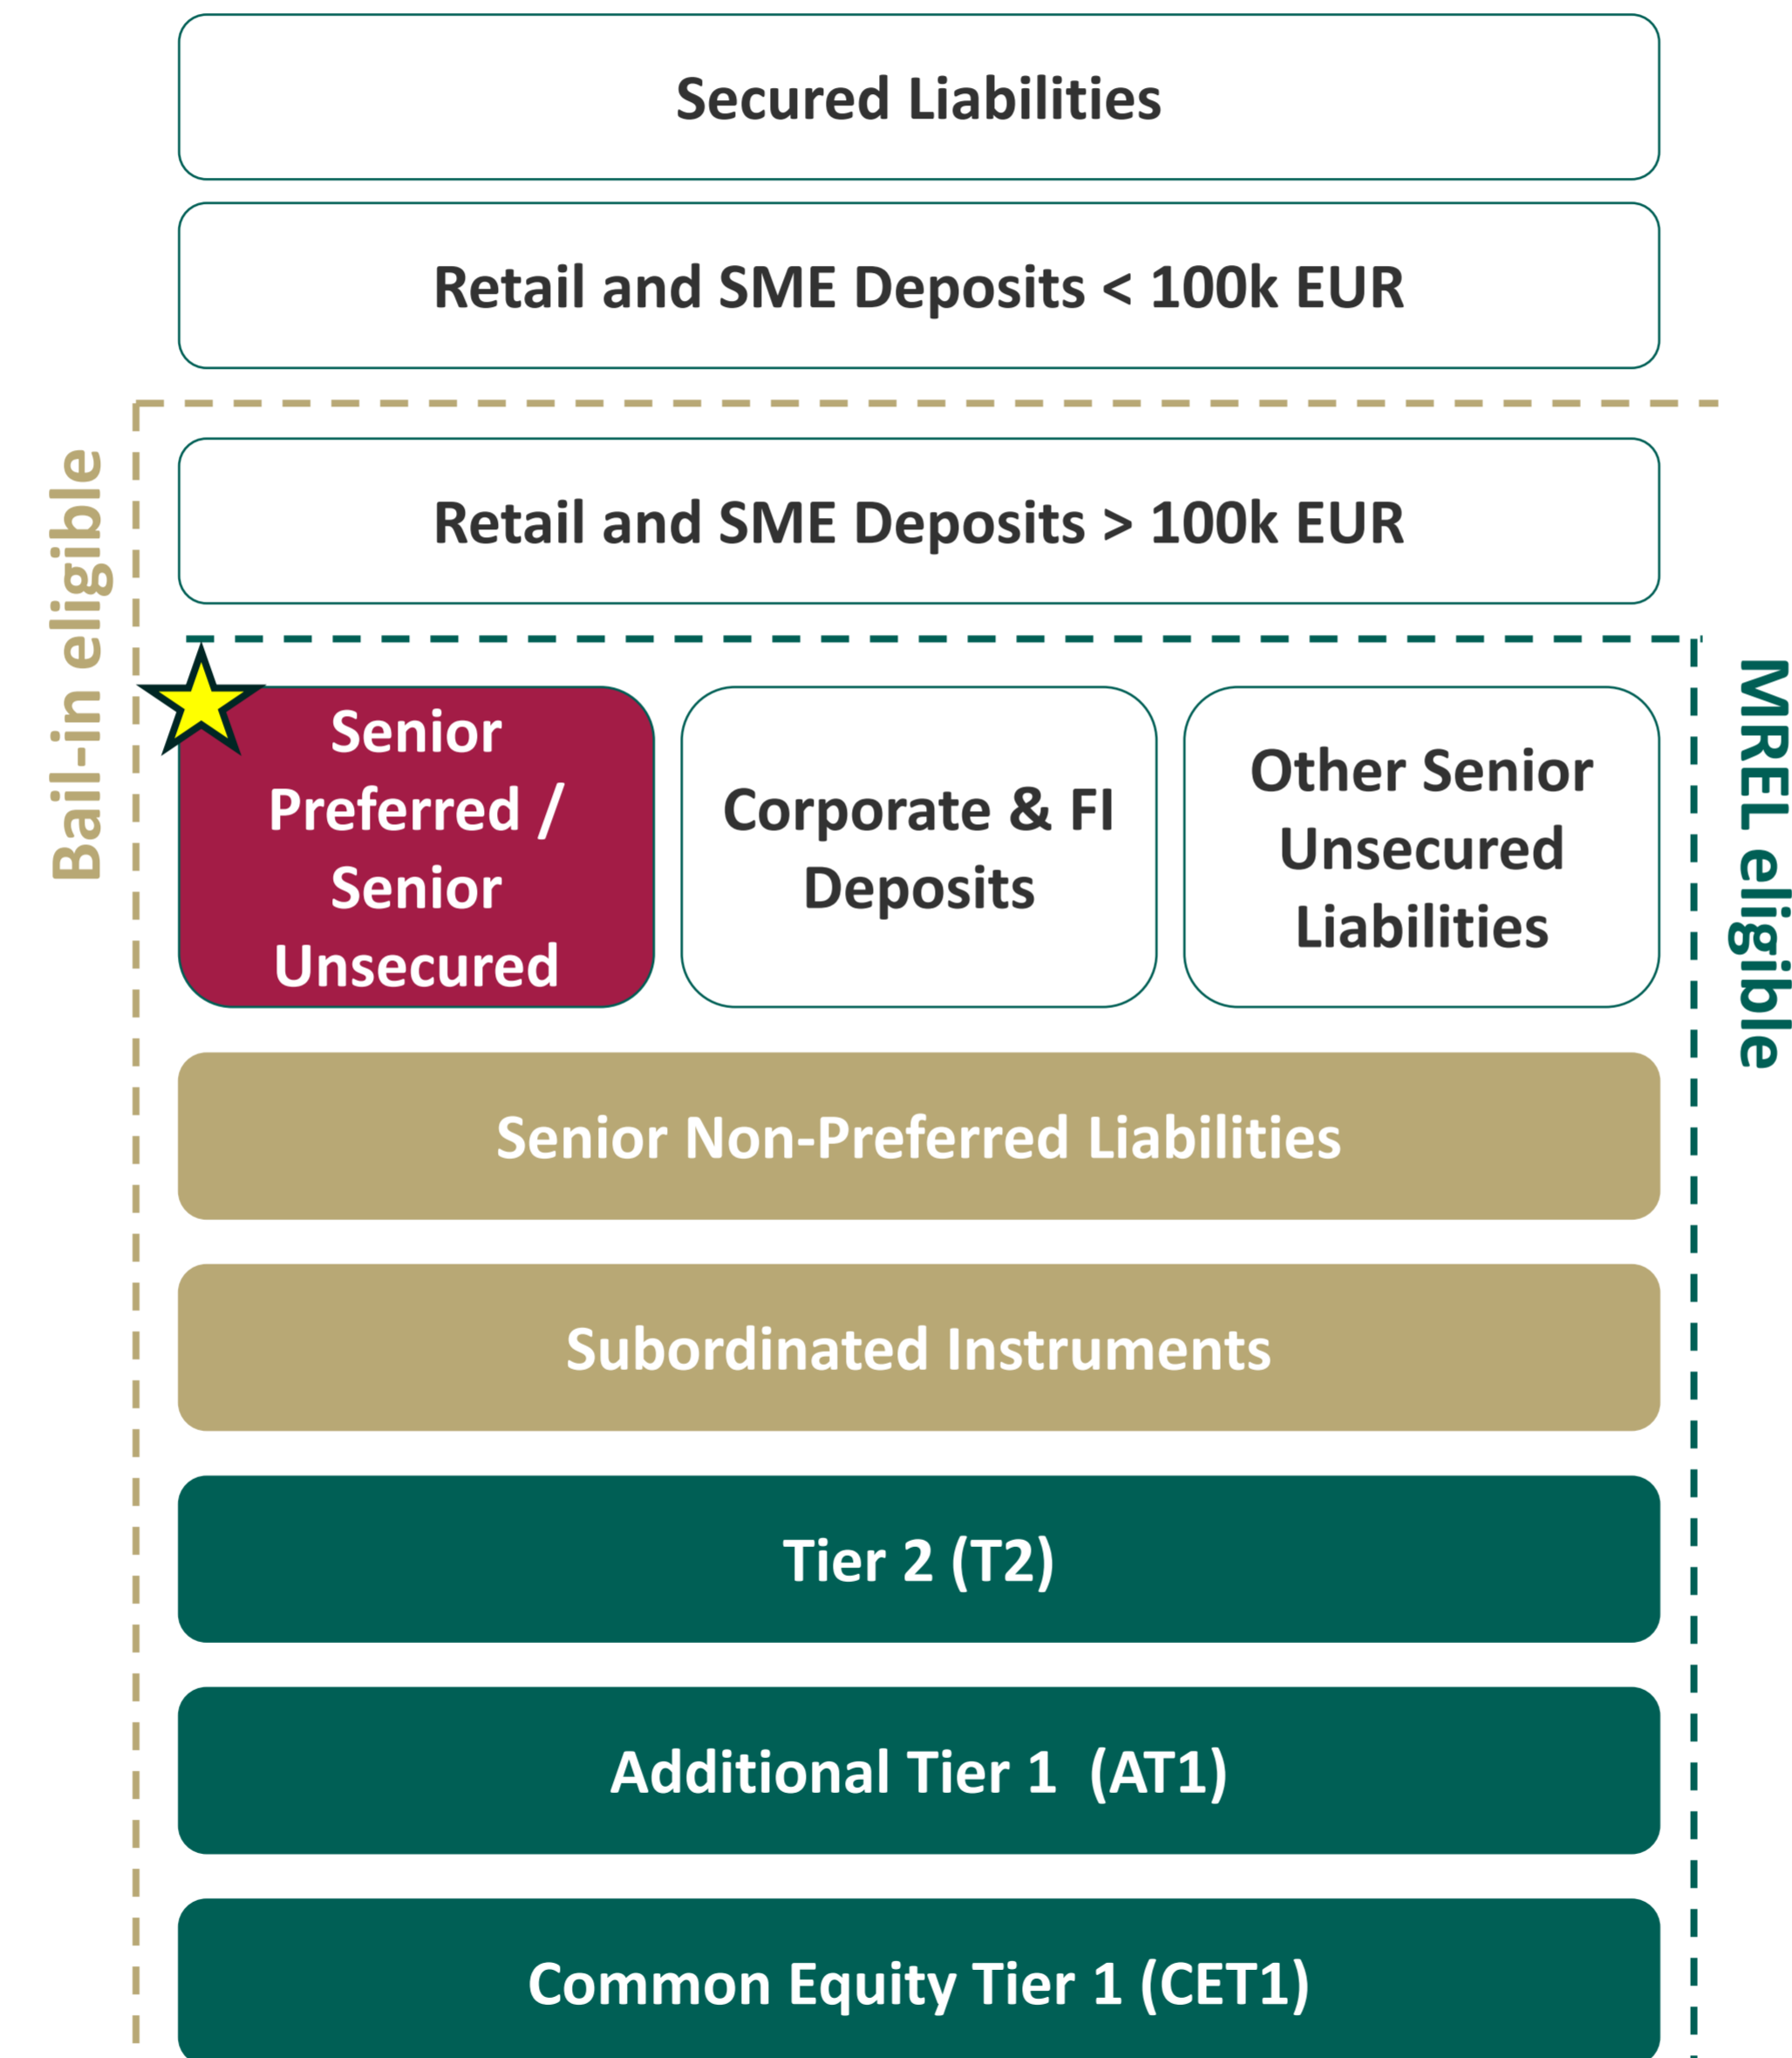 Secured Liabilities
Retail and SME Deposits < 100k EUR
Bail-in eligible
Retail and SME Deposits > 100k EUR
MREL eligible
Senior
Preferred /
Senior
Unsecured
Corporate & FI
Deposits
Other Senior
Unsecured
Liabilities
Senior Non-Preferred Liabilities
Subordinated Instruments
Tier 2 (T2)
Additional Tier 1 (AT1)
Common Equity Tier 1 (CET1)